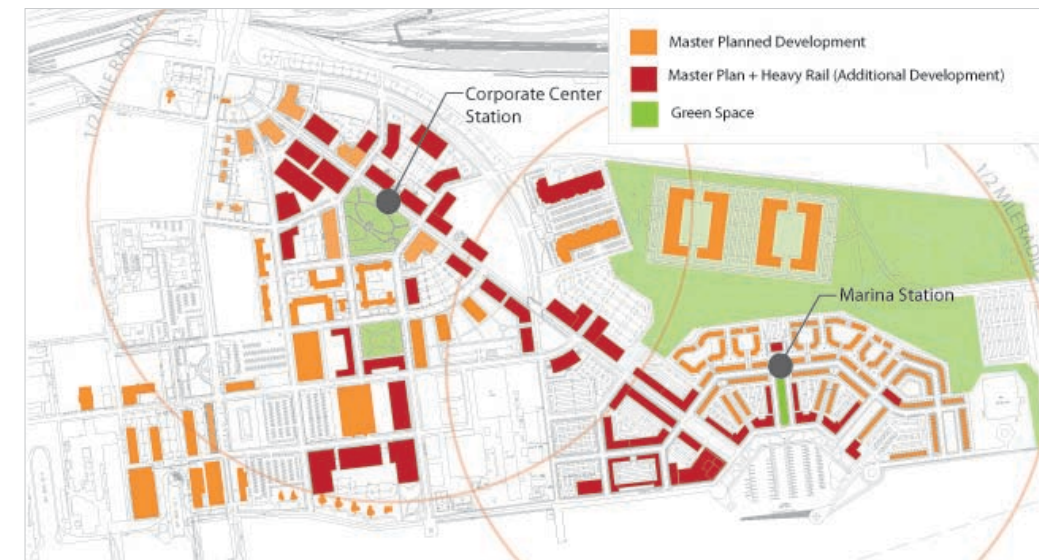 Master Planned Development
Master Plan + Heavy Rail (Additional Development)
Green Space
Corporate Center
Station
Marina Station
1/2 MILE RADIUS
1/2 MILE RADIUS